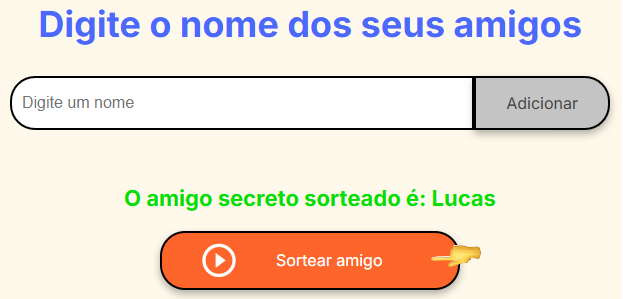 Digite o nome dos seus amigos
Digite um nome
Adicionar
O amigo secreto sorteado é: Lucas
Sortear amigo